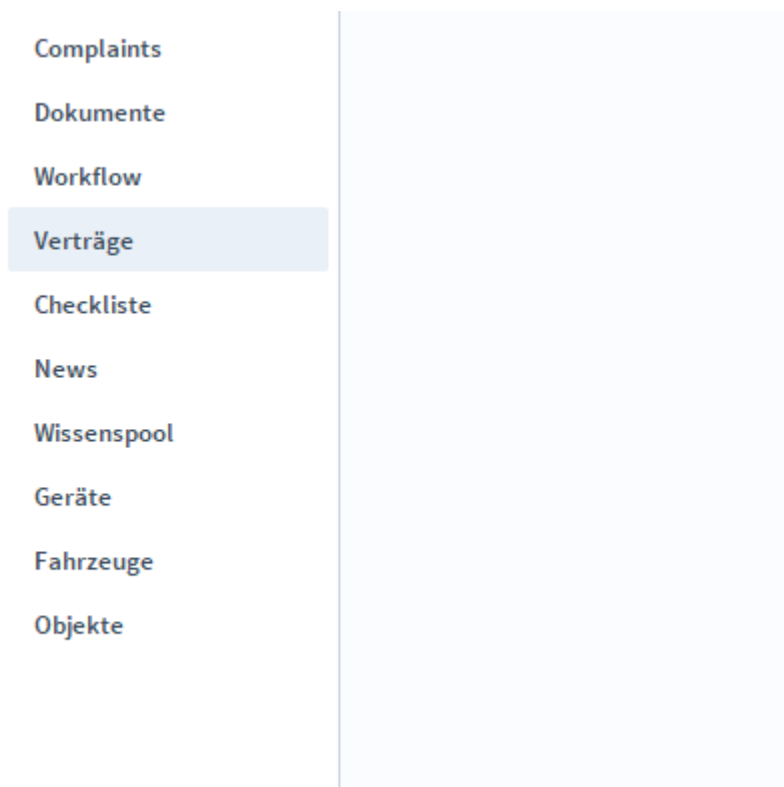 Complaints
Dokumente
Workflow
Verträge
Checkliste
News
Wissenspool
Geräte
Fahrzeuge
Objekte